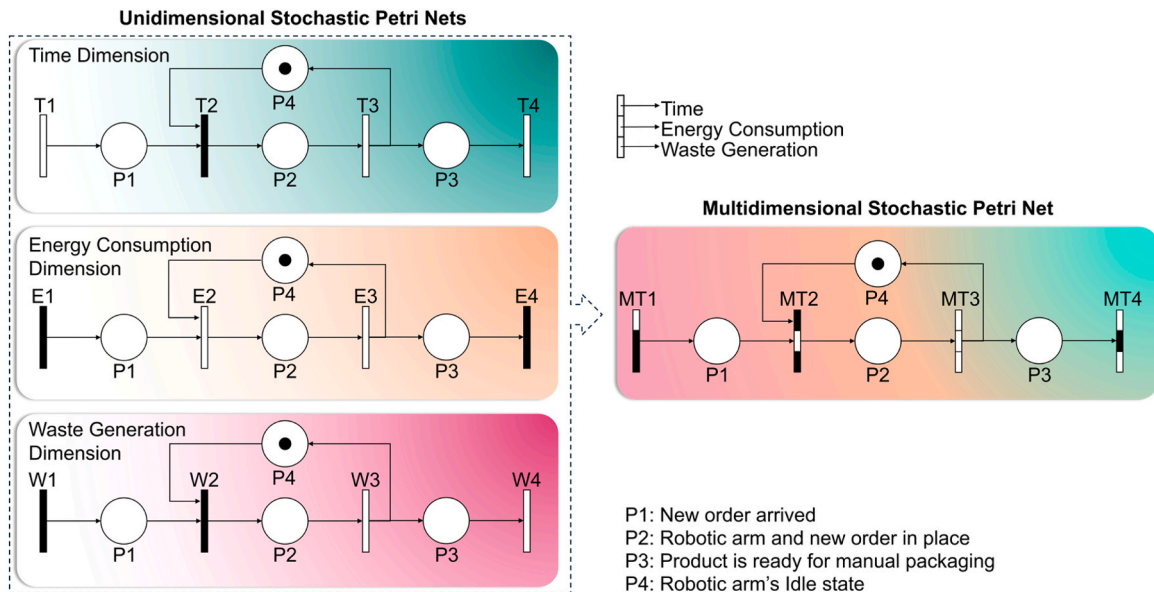 Unidimensional Stochastic Petri Nets
Time Dimension
P4
T1 T2 T3 T4
P1 P2 P3
Energy Consumption
Dimension
P4
E1 E2 E3 E4
P1 P2 P3
Waste Generation
Dimension
P4
W1 W2 W3 W4
P1 P2 P3
Time
Energy Consumption
Waste Generation
Multidimensional Stochastic Petri Net
P4
MT1 MT2 MT3 MT4
P1 P2 P3
P1: New order arrived
P2: Robotic arm and new order in place
P3: Product is ready for manual packaging
P4: Robotic arm's Idle state